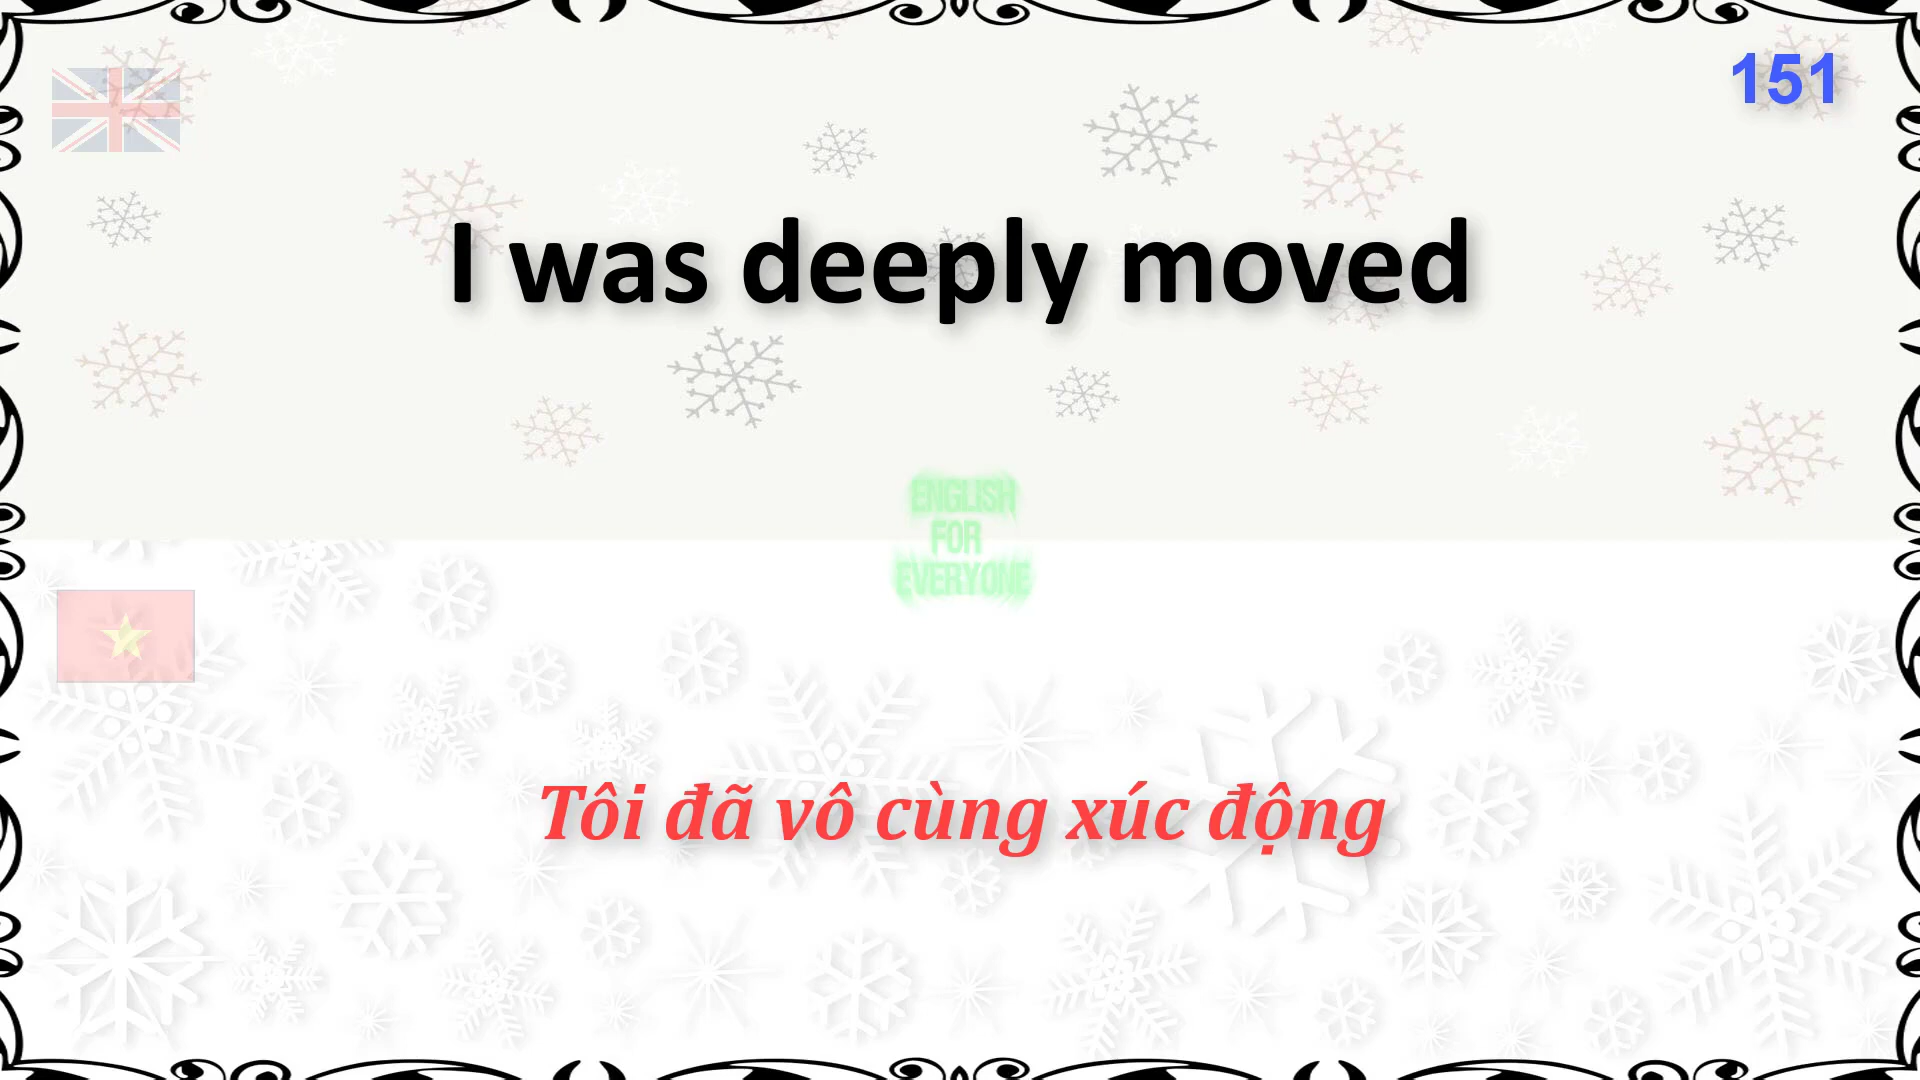 151
I was deeply moved
ENGLISH
FOR
EVERYONE
Tôi đã vô cùng xúc động